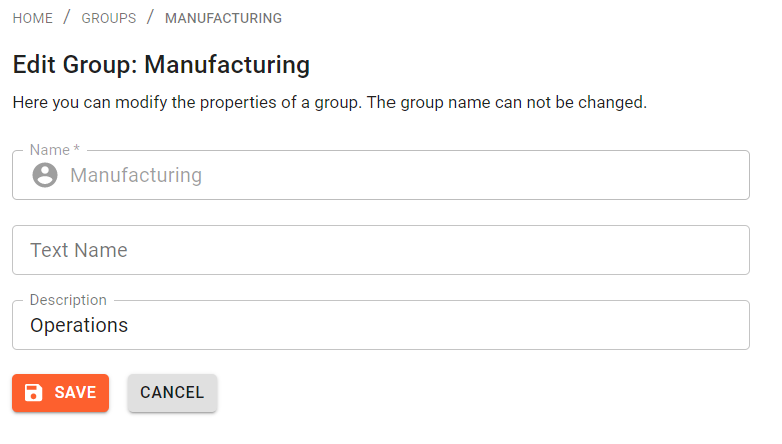 HOME / GROUPS / MANUFACTURING
Edit Group: Manufacturing
Here you can modify the properties of a group. The group name can not be changed.
Name *
Manufacturing
Text Name
Description
Operations
SAVE CANCEL